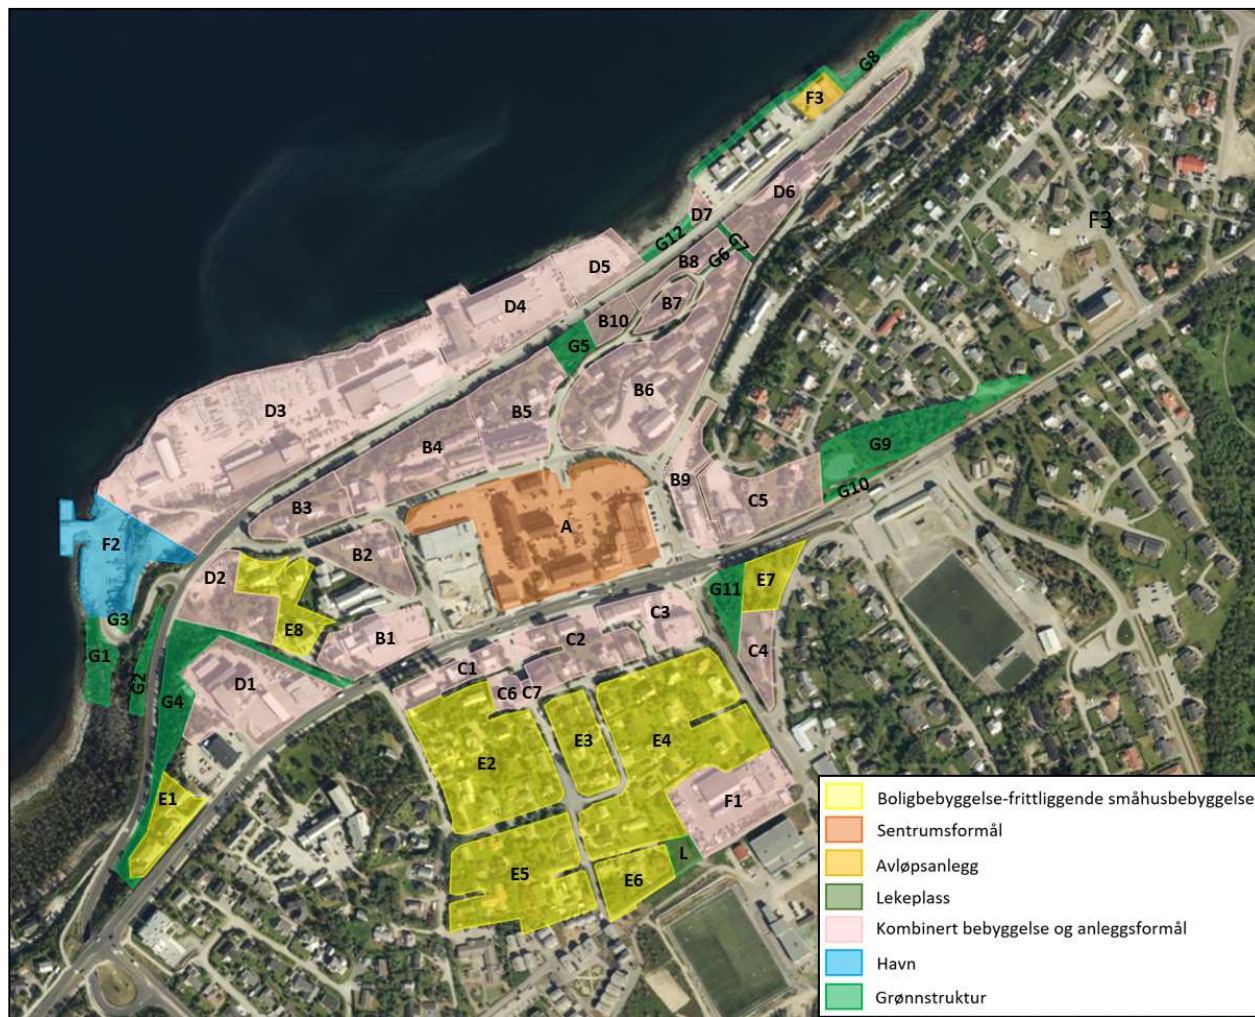 G8
F3
D6
D7
F3
G12
G7
G6
B8
D5
B7
D4
B10
G5
B6
B5
D3
B4
G9
B9
G10
C5
B3
A
B2
F2
D2
E7
G11
G3
E8
B1
C3
C2
C4
G1
G2
C1
D1
C6
C7
G4
E3
E4
E2
E1
F1
L
E5
E6
Boligbebyggelse-frittliggende småhusbebyggelse
Sentrumsformål
Avløpsanlegg
Lekeplass
Kombinert bebyggelse og anleggsformål
Havn
Grønnstruktur